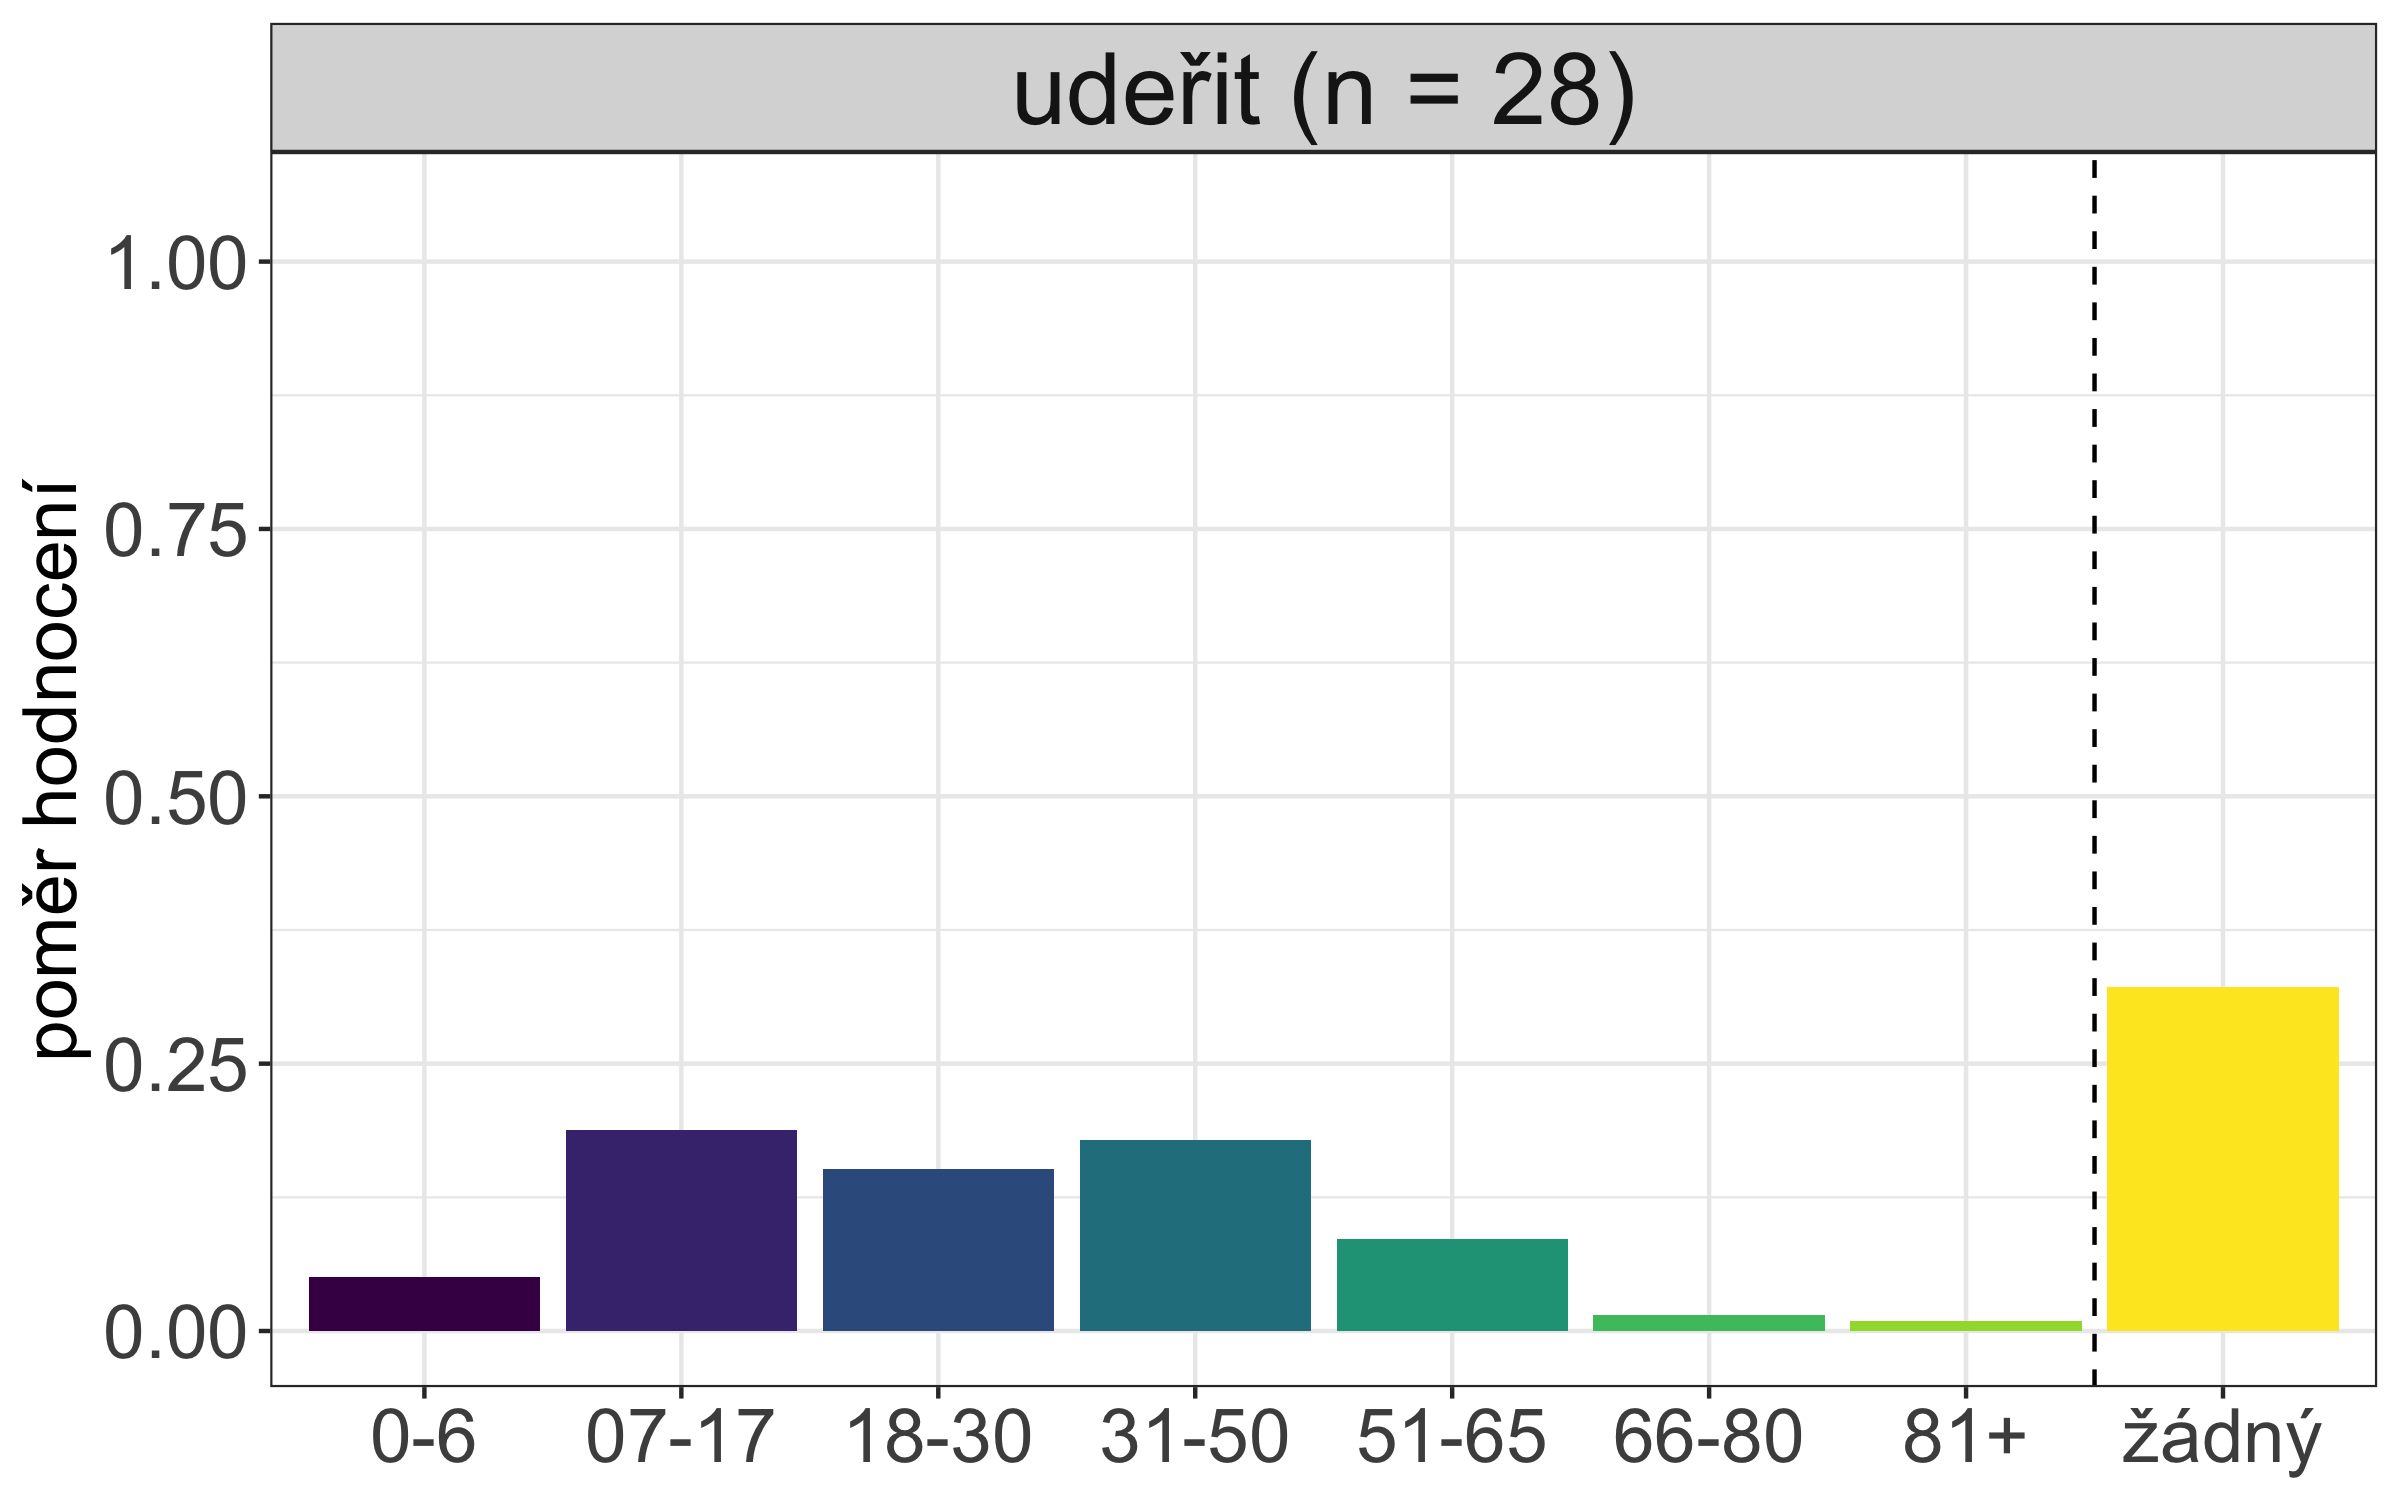 udeřit (n = 28)
poměr hodnocení
1.00
0.75
0.50
0.25
0.00
0-6 07-17 18-30 31-50 51-65 66-80 81+ žádný